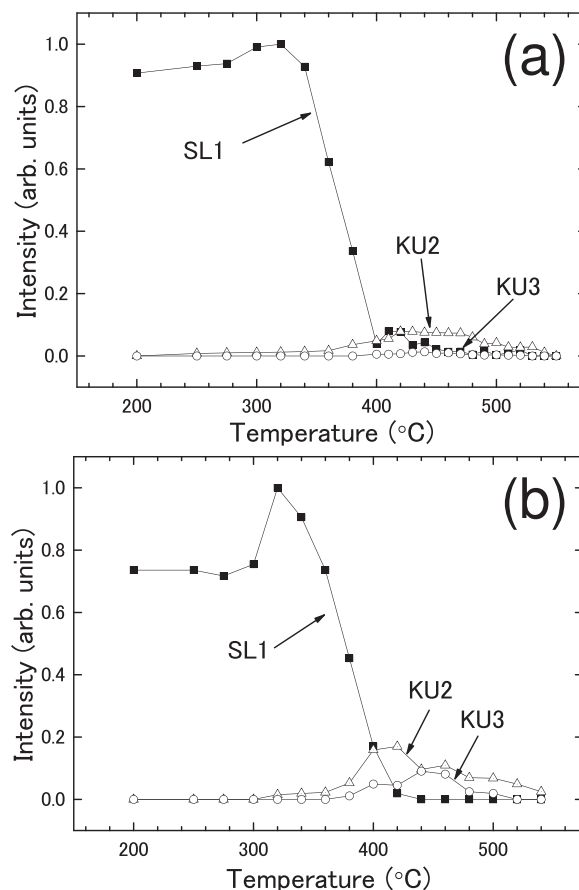 (a)
1.0
0.8
0.6
0.4
0.2
0.0
Intensity (arb. units)
SL1
KU2
KU3
200
300
400
500
Temperature (°C)
(b)
1.0
0.8
0.6
0.4
0.2
0.0
Intensity (arb. units)
SL1
KU2
KU3
200
300
400
500
Temperature (°C)